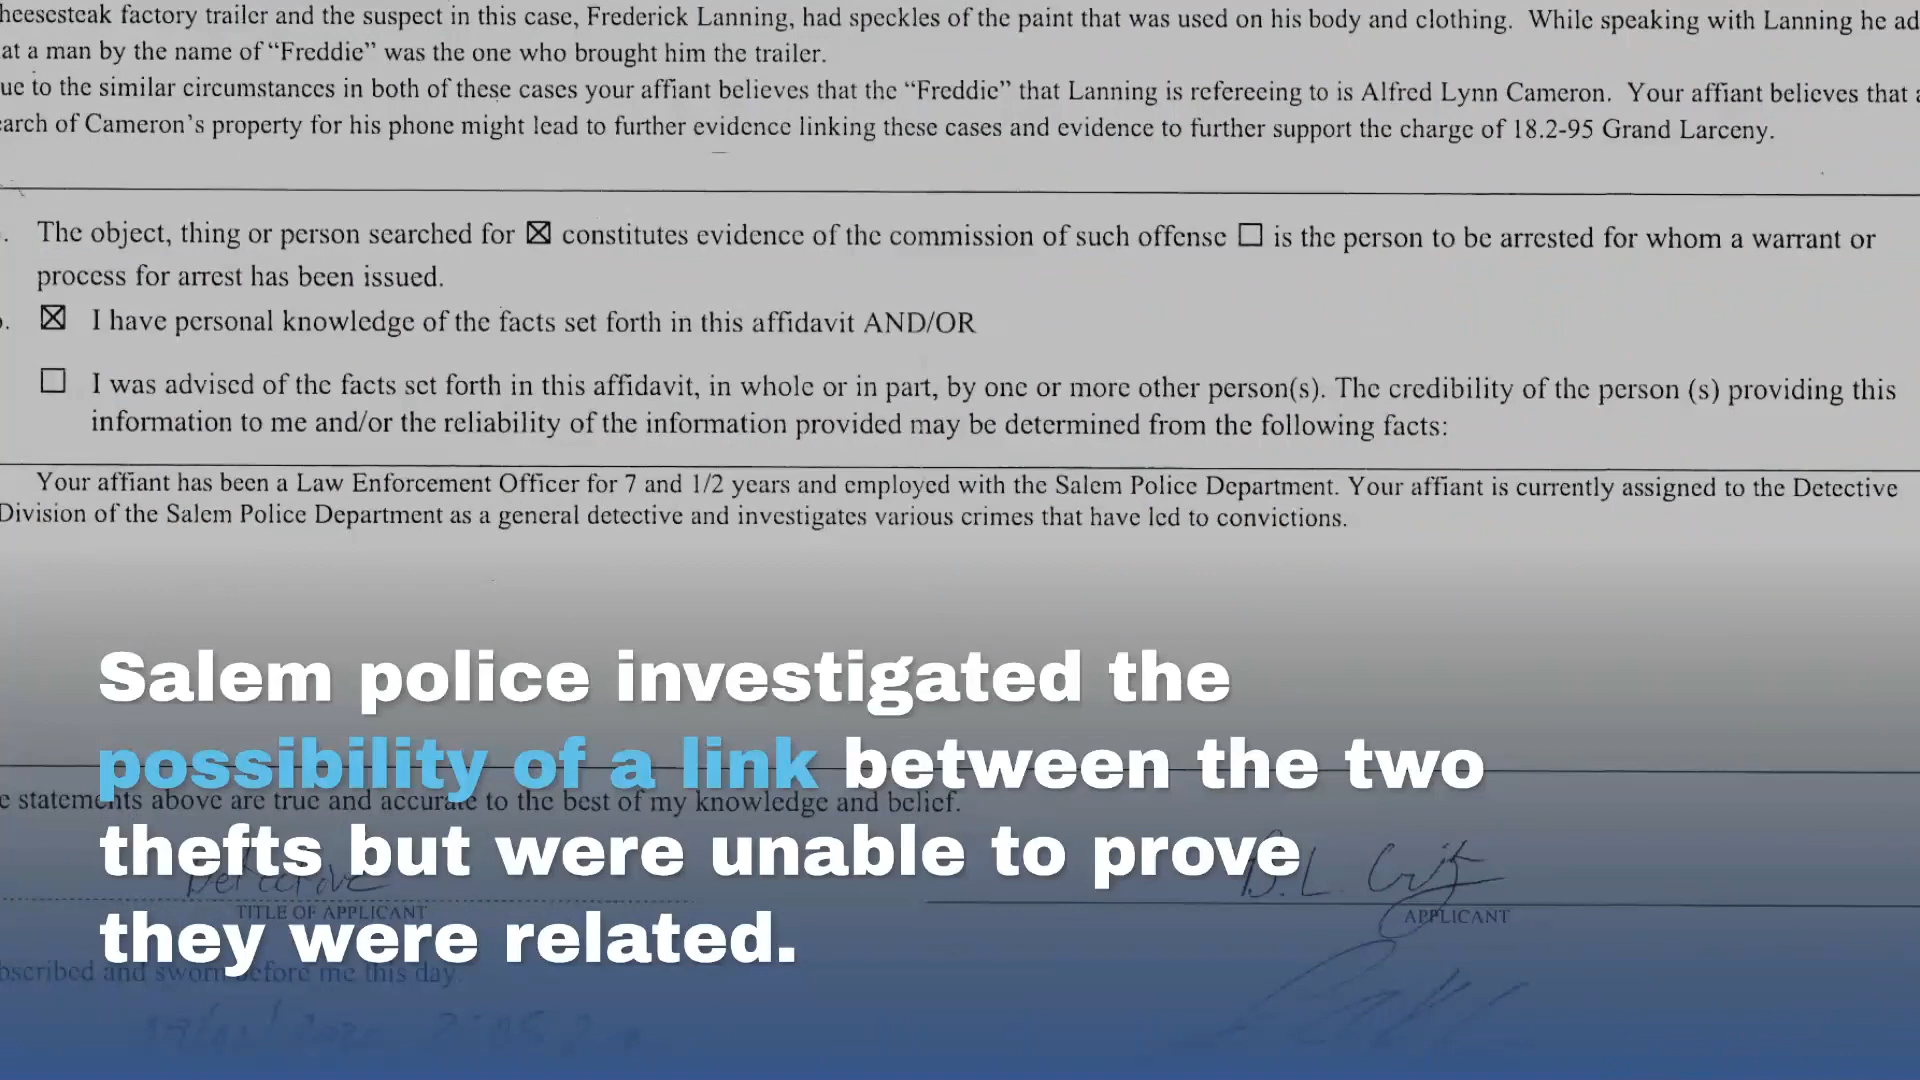 heesesteak factory trailer and the suspect in this case, Frederick Lanning, had speckles of the paint that was used on his body and clothing. While speaking with Lanning he ad
at a man by the name of “Freddie” was the one who brought him the trailer.
ue to the similar circumstances in both of these cases your affiant believes that the “Freddie” that Lanning is refereeing to is Alfred Lynn Cameron. Your affiant believes that a
earch of Cameron’s property for his phone might lead to further evidence linking these cases and evidence to further support the charge of 18.2-95 Grand Larceny.
The object, thing or person searched for ☒ constitutes evidence of the commission of such offense ☐ is the person to be arrested for whom a warrant or
process for arrest has been issued.
☒ I have personal knowledge of the facts set forth in this affidavit AND/OR
☐ I was advised of the facts set forth in this affidavit, in whole or in part, by one or more other person(s). The credibility of the person (s) providing this
information to me and/or the reliability of the information provided may be determined from the following facts:
Your affiant has been a Law Enforcement Officer for 7 and 1/2 years and employed with the Salem Police Department. Your affiant is currently assigned to the Detective
Division of the Salem Police Department as a general detective and investigates various crimes that have led to convictions.
Salem police investigated the
possibility of a link between the two
thefts but were unable to prove
they were related.
e statements above are true and accurate to the best of my knowledge and belief.
Detective
TITLE OF APPLICANT
APPLICANT
bscribed and sworn before me this day